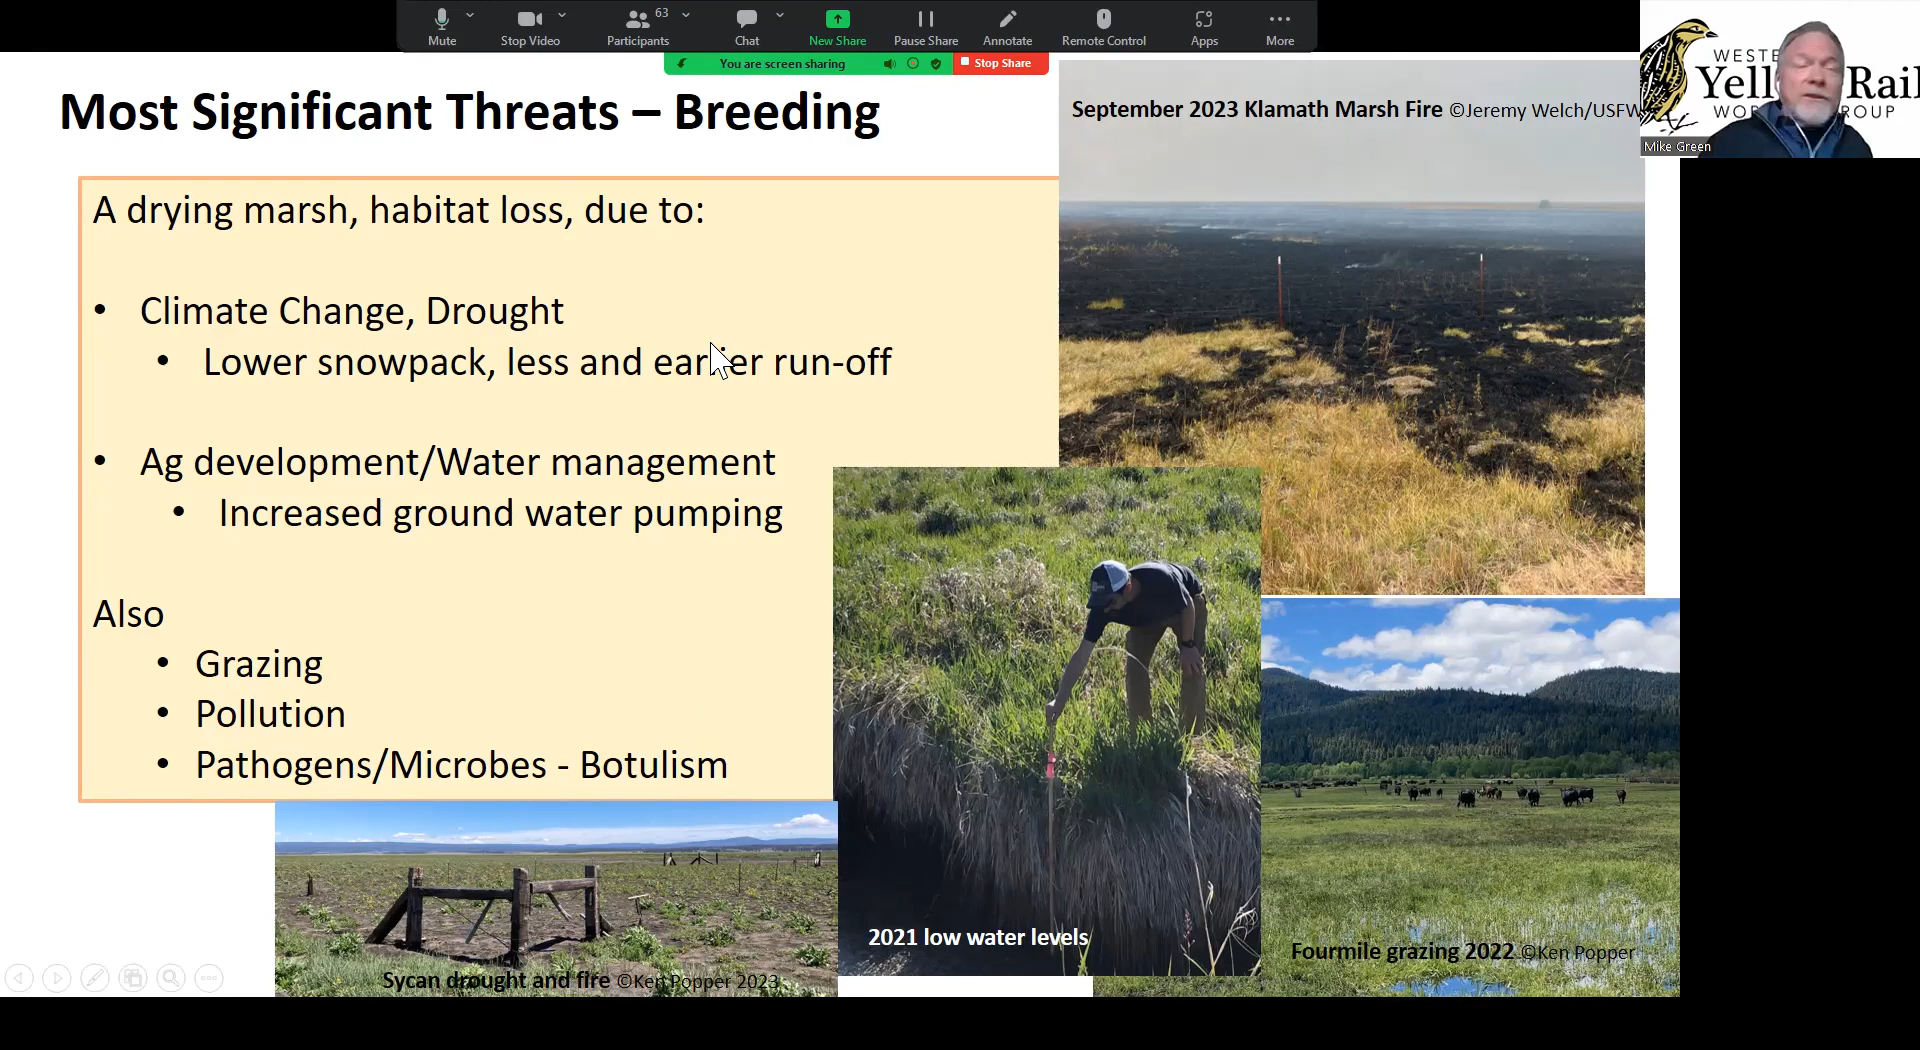 63
Mute
Stop Video
Participants
Chat
New Share
Pause Share
Annotate
Remote Control
Apps
More
You are screen sharing
Stop Share
Most Significant Threats – Breeding
A drying marsh, habitat loss, due to:
• Climate Change, Drought
• Lower snowpack, less and earlier run-off
• Ag development/Water management
• Increased ground water pumping
Also
• Grazing
• Pollution
• Pathogens/Microbes - Botulism
September 2023 Klamath Marsh Fire ©Jeremy Welch/USFW
WESTE
Yell Rail
WO ROUP
Mike Green
2021 low water levels
Fourmile grazing 2022 ©Ken Popper
Sycan drought and fire ©Ken Popper 2023